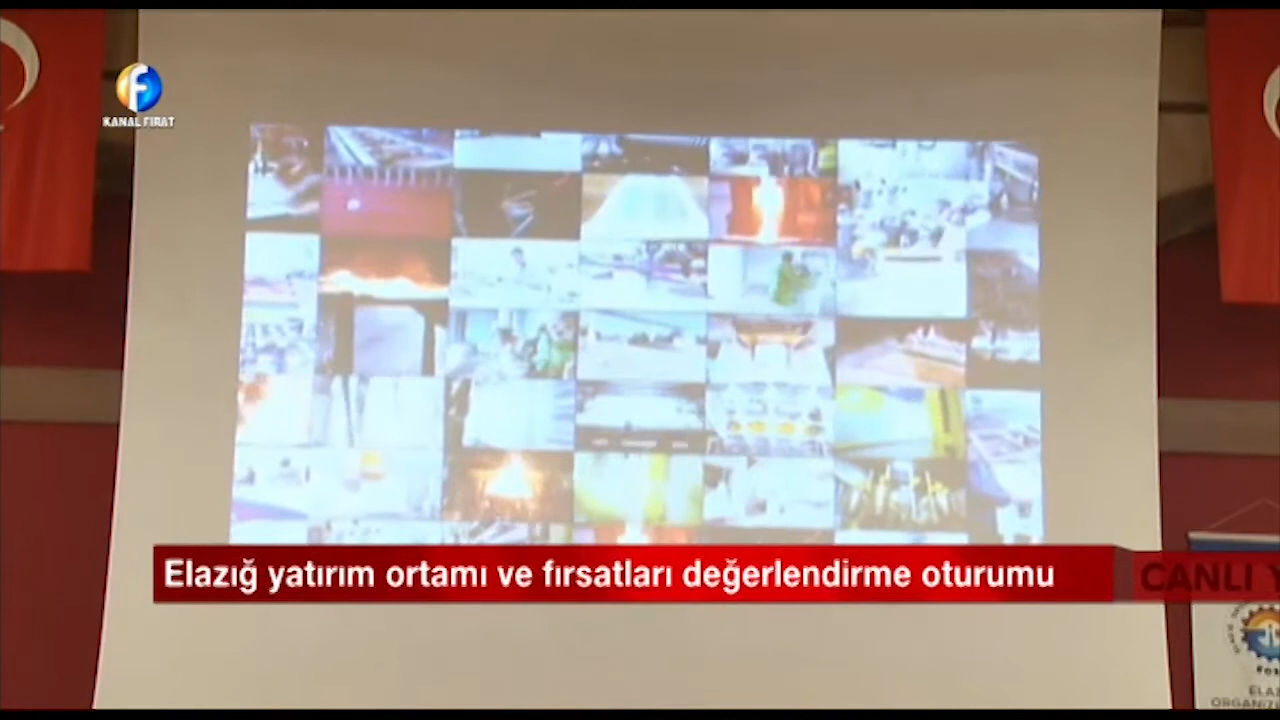 KANAL FIRAT
Elazığ yatırım ortamı ve fırsatları değerlendirme oturumu
CANLI